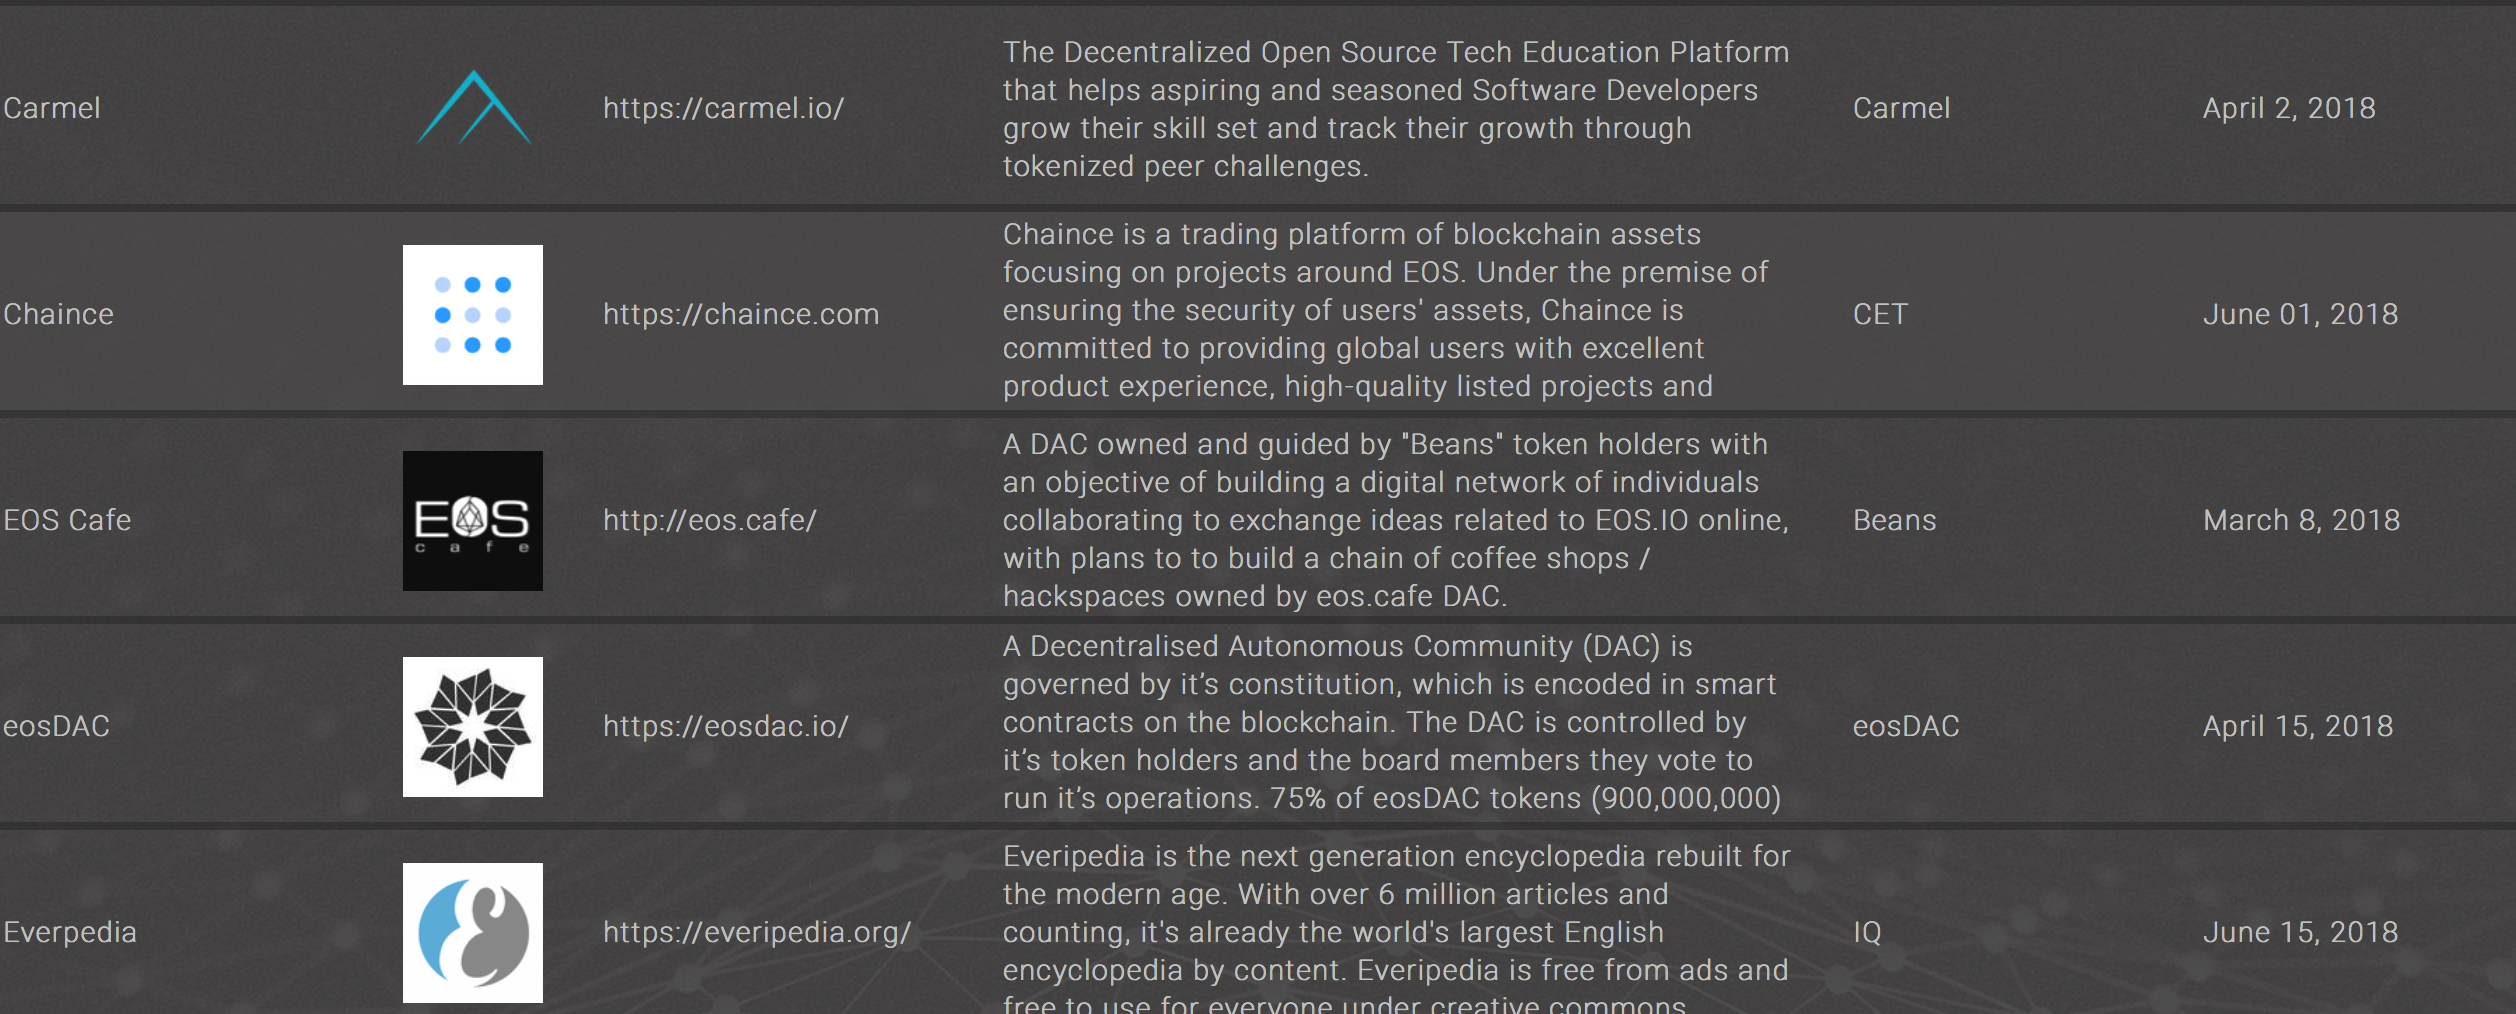 Carmel
https://carmel.io/
The Decentralized Open Source Tech Education Platform
that helps aspiring and seasoned Software Developers
grow their skill set and track their growth through
tokenized peer challenges.
Carmel
April 2, 2018
Chaince
https://chaince.com
Chaince is a trading platform of blockchain assets
focusing on projects around EOS. Under the premise of
ensuring the security of users' assets, Chaince is
committed to providing global users with excellent
product experience, high-quality listed projects and
CET
June 01, 2018
EOS Cafe
EOS
cafe
http://eos.cafe/
A DAC owned and guided by "Beans" token holders with
an objective of building a digital network of individuals
collaborating to exchange ideas related to EOS.IO online,
with plans to to build a chain of coffee shops /
hackspaces owned by eos.cafe DAC.
Beans
March 8, 2018
eosDAC
https://eosdac.io/
A Decentralised Autonomous Community (DAC) is
governed by it’s constitution, which is encoded in smart
contracts on the blockchain. The DAC is controlled by
it’s token holders and the board members they vote to
run it’s operations. 75% of eosDAC tokens (900,000,000)
eosDAC
April 15, 2018
Everpedia
https://everipedia.org/
Everipedia is the next generation encyclopedia rebuilt for
the modern age. With over 6 million articles and
counting, it's already the world's largest English
encyclopedia by content. Everipedia is free from ads and
free to use for everyone under creative commons
IQ
June 15, 2018